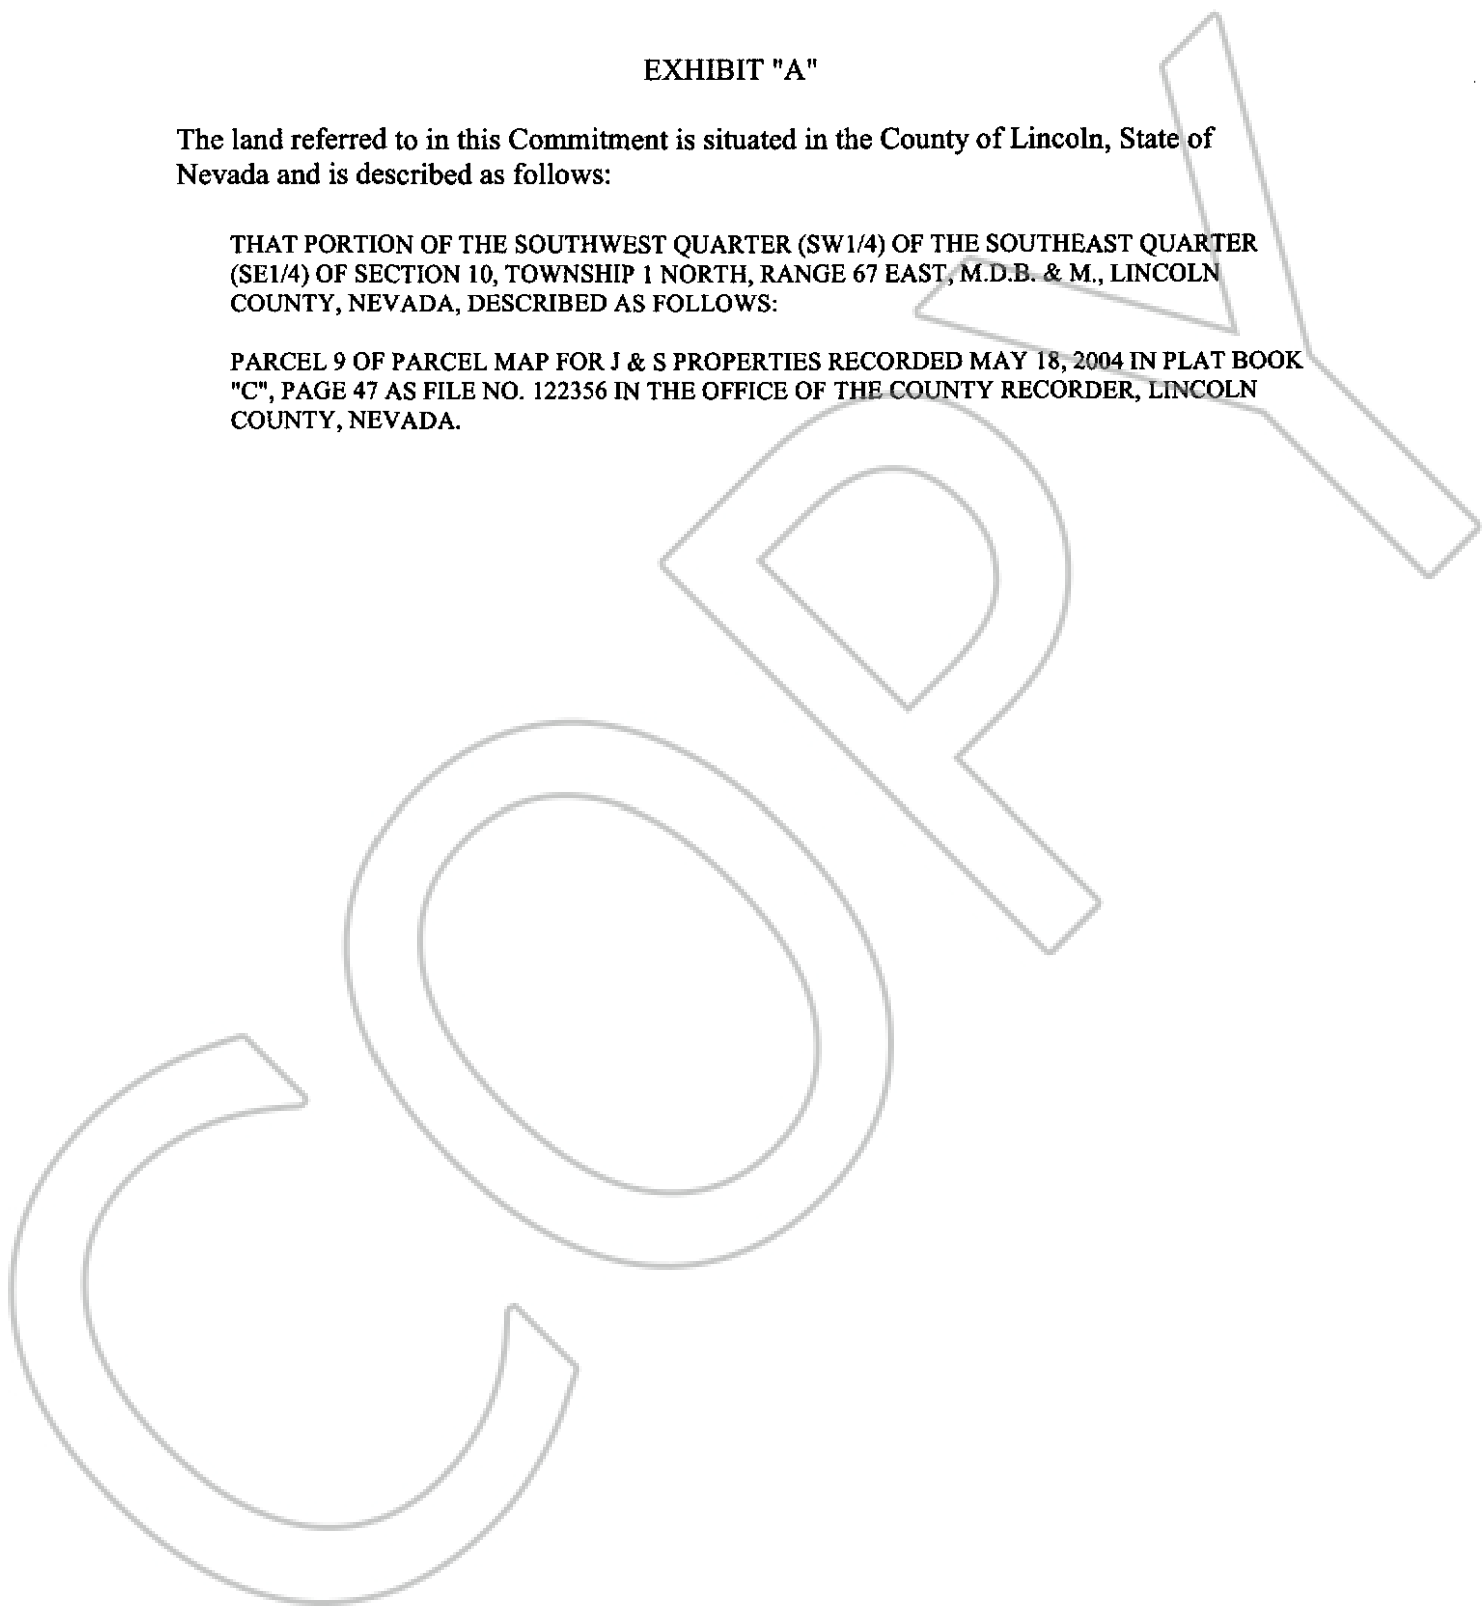 EXHIBIT "A"
The land referred to in this Commitment is situated in the County of Lincoln, State of
Nevada and is described as follows:
THAT PORTION OF THE SOUTHWEST QUARTER (SW1/4) OF THE SOUTHEAST QUARTER
(SE1/4) OF SECTION 10, TOWNSHIP 1 NORTH, RANGE 67 EAST, M.D.B. & M., LINCOLN
COUNTY, NEVADA, DESCRIBED AS FOLLOWS:
PARCEL 9 OF PARCEL MAP FOR J & S PROPERTIES RECORDED MAY 18, 2004 IN PLAT BOOK
"C", PAGE 47 AS FILE NO. 122356 IN THE OFFICE OF THE COUNTY RECORDER, LINCOLN
COUNTY, NEVADA.
COPY